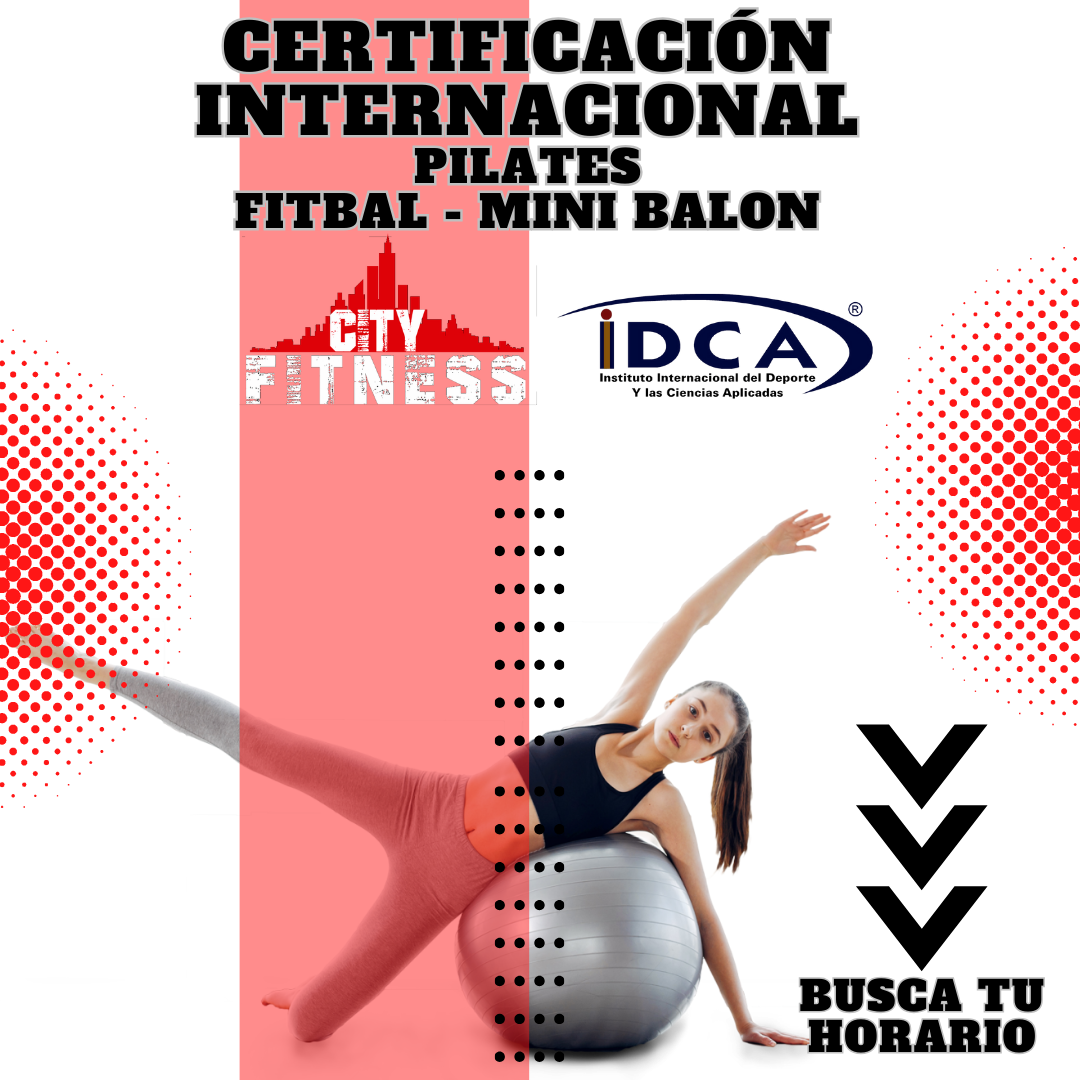 CERTIFICACIÓN
INTERNACIONAL
PILATES
FITBAL - MINI BALON
CITY
FITNESS
iDCA®
Instituto Internacional del Deporte
Y las Ciencias Aplicadas
BUSCA TU
HORARIO